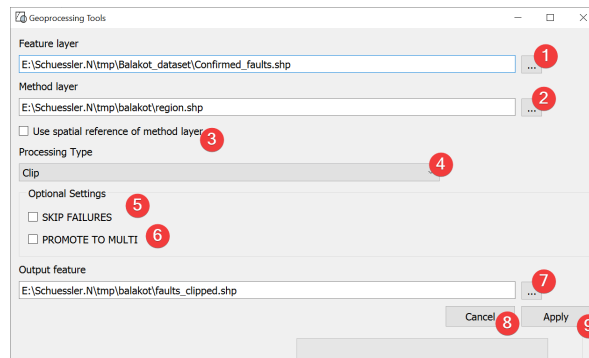 Geoprocessing Tools
Feature layer
E:\Schuessler.N\tmp\Balakot_dataset\Confirmed_faults.shp
... 1
Method layer
E:\Schuessler.N\tmp\balakot\region.shp
... 2
Use spatial reference of method layer 3
Processing Type
Clip 4
Optional Settings
SKIP FAILURES 5
PROMOTE TO MULTI 6
Output feature
E:\Schuessler.N\tmp\balakot\faults_clipped.shp
... 7
Cancel 8 Apply 9